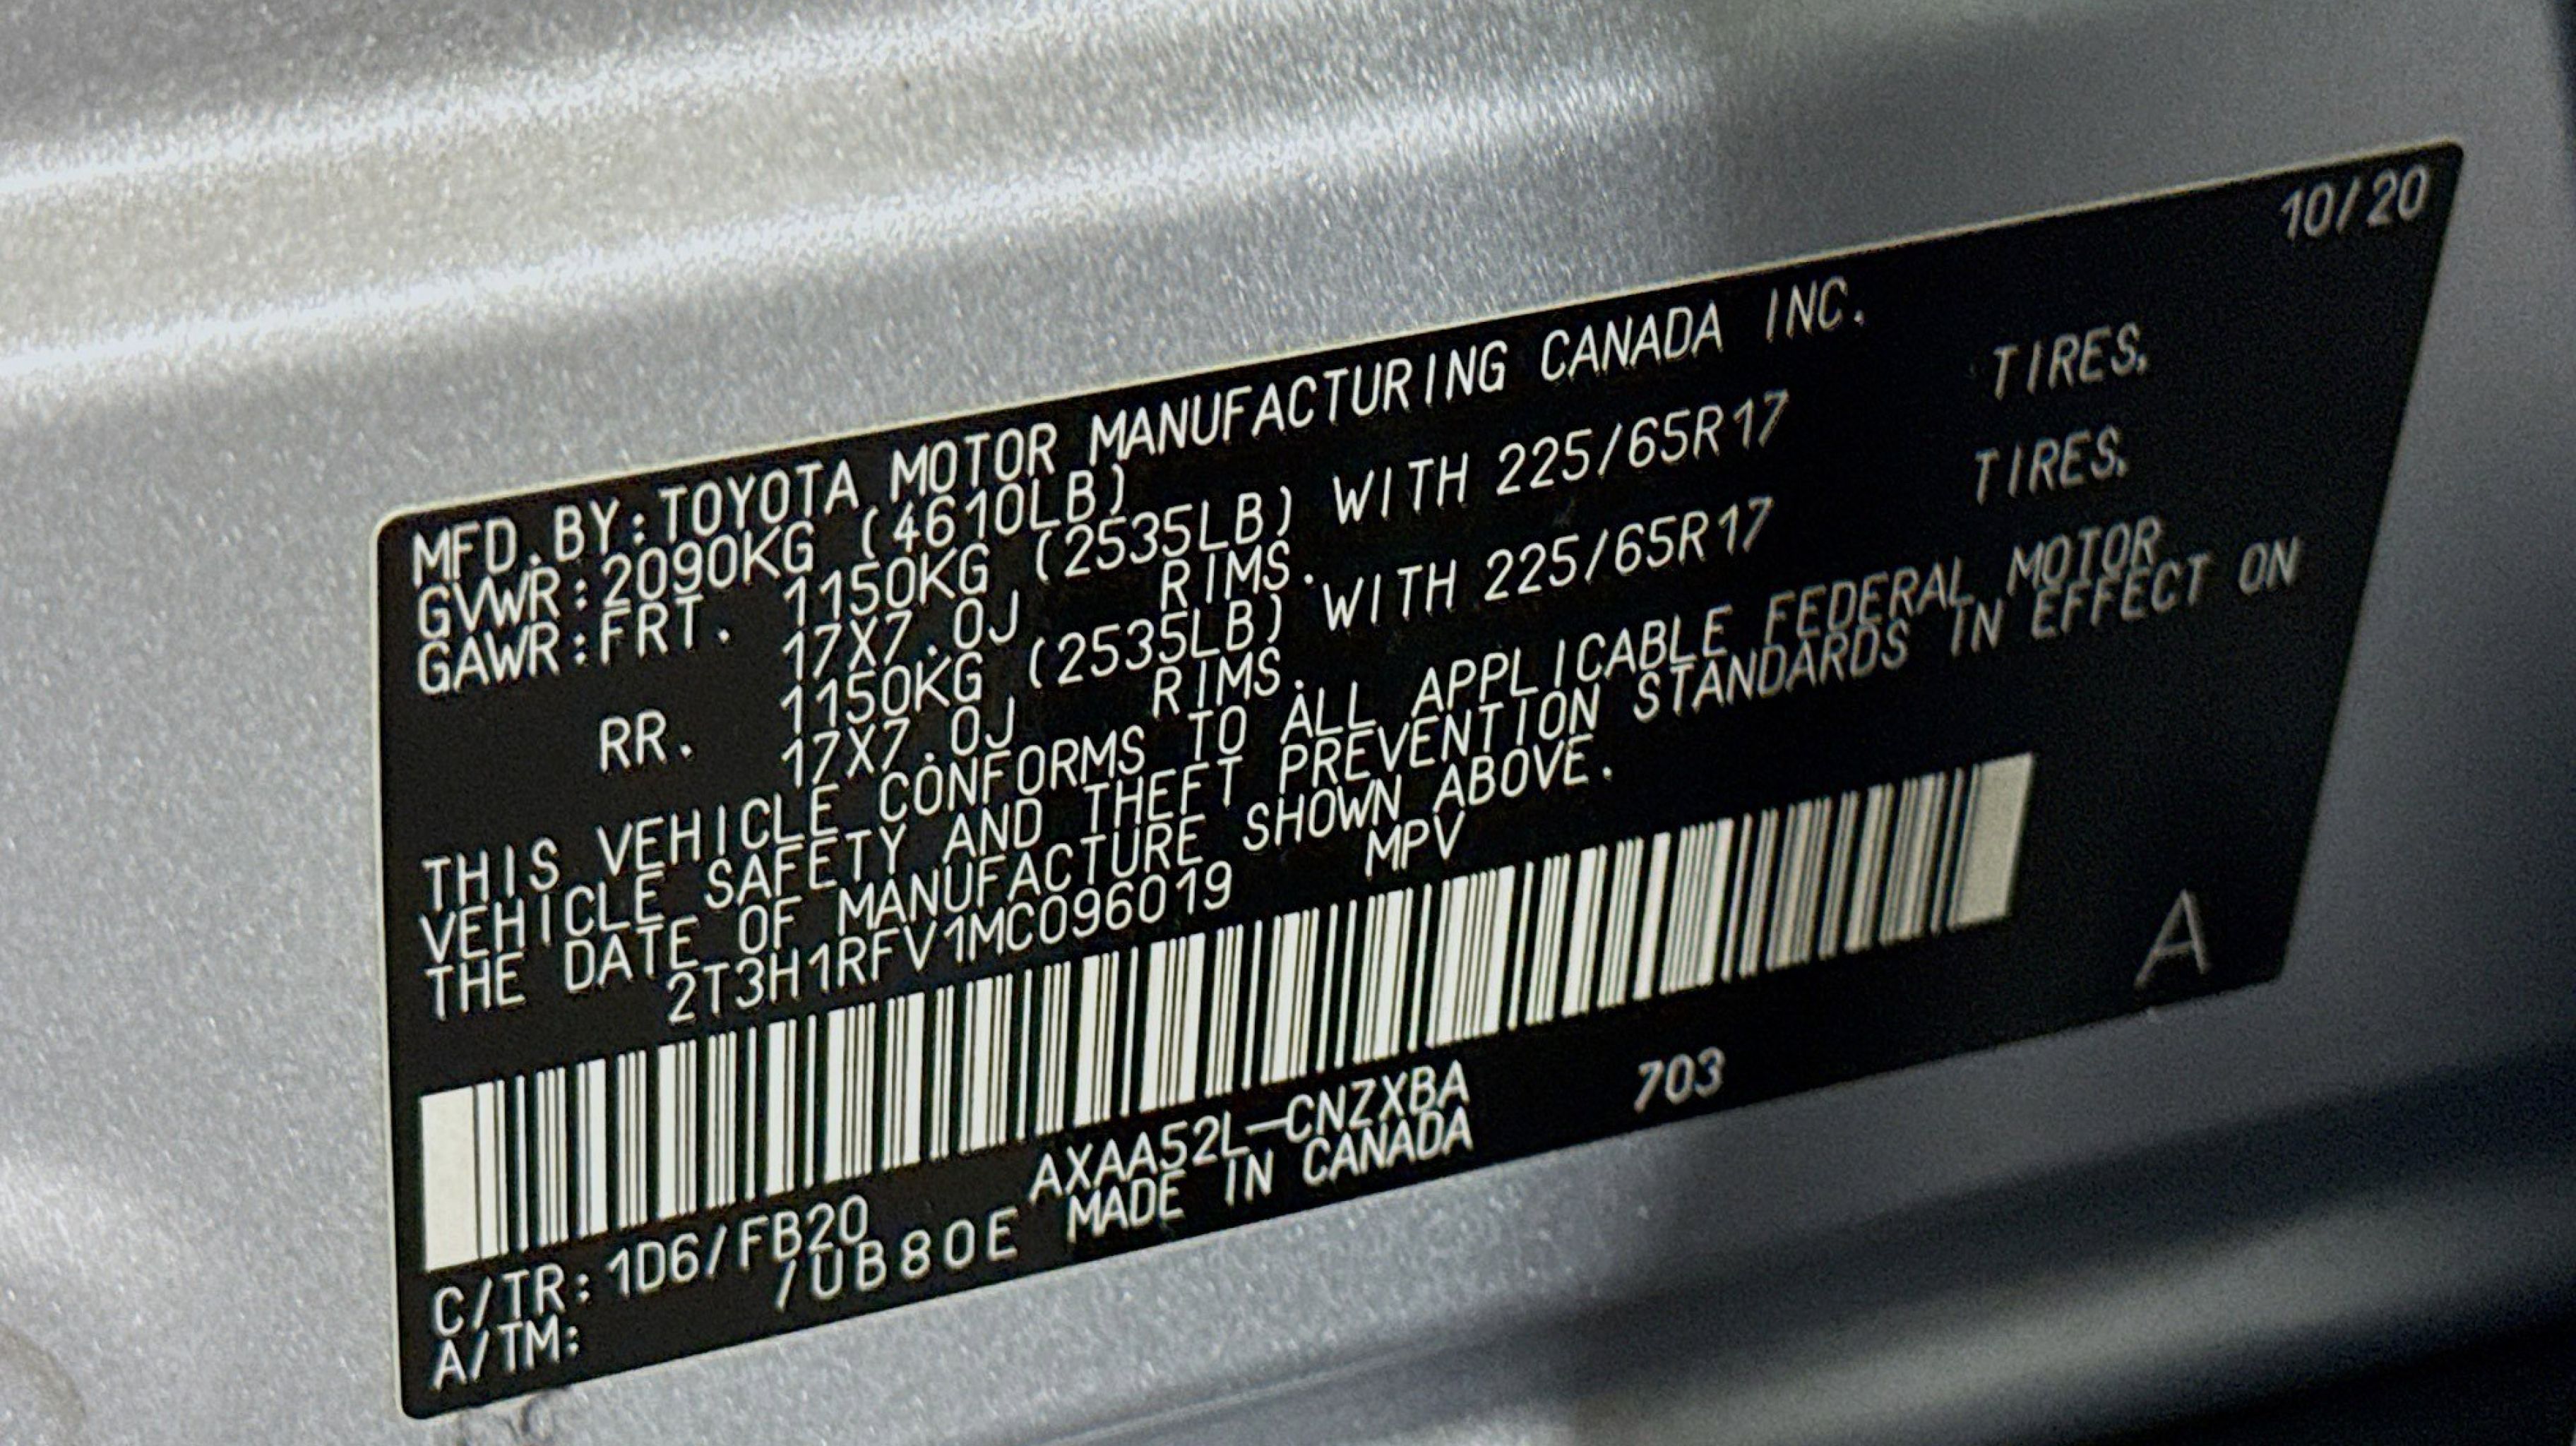 10/20
MFD.BY:TOYOTA MOTOR MANUFACTURING CANADA INC.
GVWR:2090KG (4610LB)
GAWR:FRT. 1150KG (2535LB) WITH 225/65R17 TIRES,
17X7.0J RIMS.
RR. 1150KG (2535LB) WITH 225/65R17 TIRES,
17X7.0J RIMS.
THIS VEHICLE CONFORMS TO ALL APPLICABLE FEDERAL MOTOR
VEHICLE SAFETY AND THEFT PREVENTION STANDARDS IN EFFECT ON
THE DATE OF MANUFACTURE SHOWN ABOVE.
2T3H1RFV1MC096019 MPV
A
C/TR:1D6/FB20 AXAA52L-CNZXBA 703
A/TM: /UB80E MADE IN CANADA